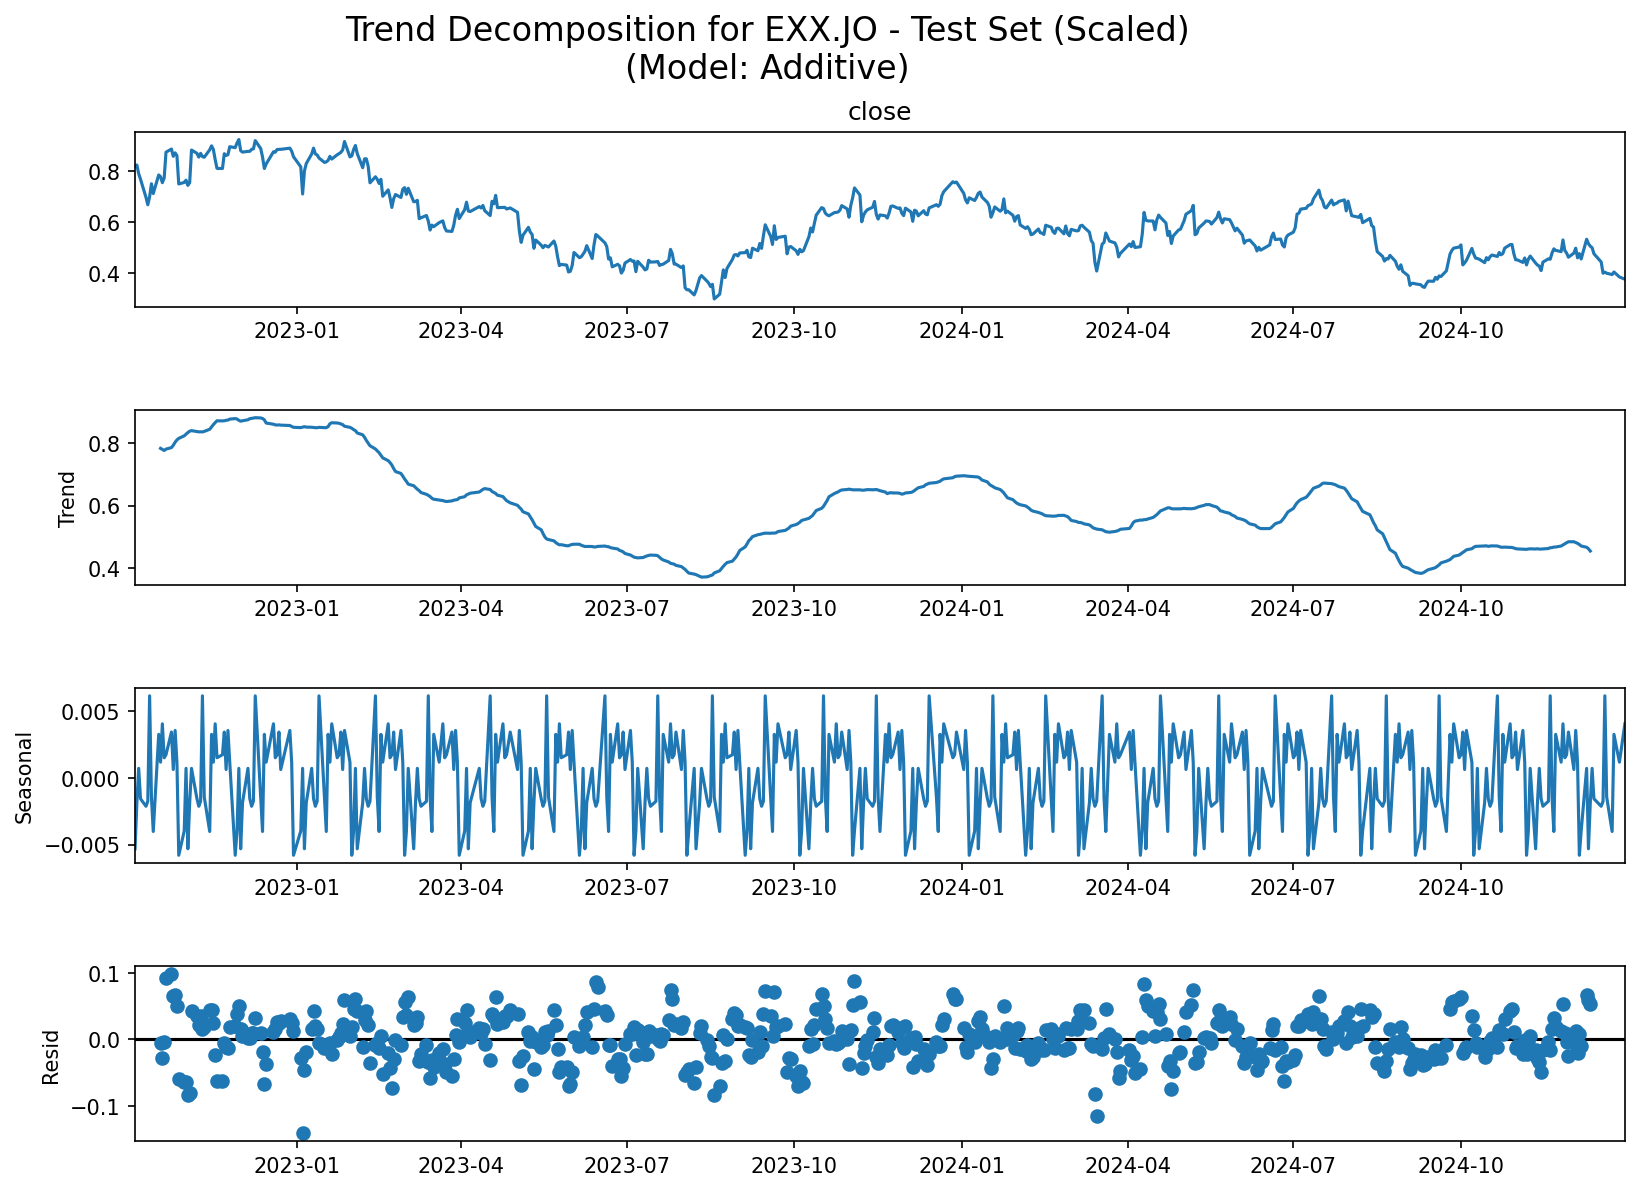 Trend Decomposition for EXX.JO - Test Set (Scaled)
(Model: Additive)
close
0.8
0.6
0.4
2023-01 2023-04 2023-07 2023-10 2024-01 2024-04 2024-07 2024-10
Trend
0.8
0.6
0.4
2023-01 2023-04 2023-07 2023-10 2024-01 2024-04 2024-07 2024-10
Seasonal
0.005
0.000
−0.005
2023-01 2023-04 2023-07 2023-10 2024-01 2024-04 2024-07 2024-10
Resid
0.1
0.0
−0.1
2023-01 2023-04 2023-07 2023-10 2024-01 2024-04 2024-07 2024-10